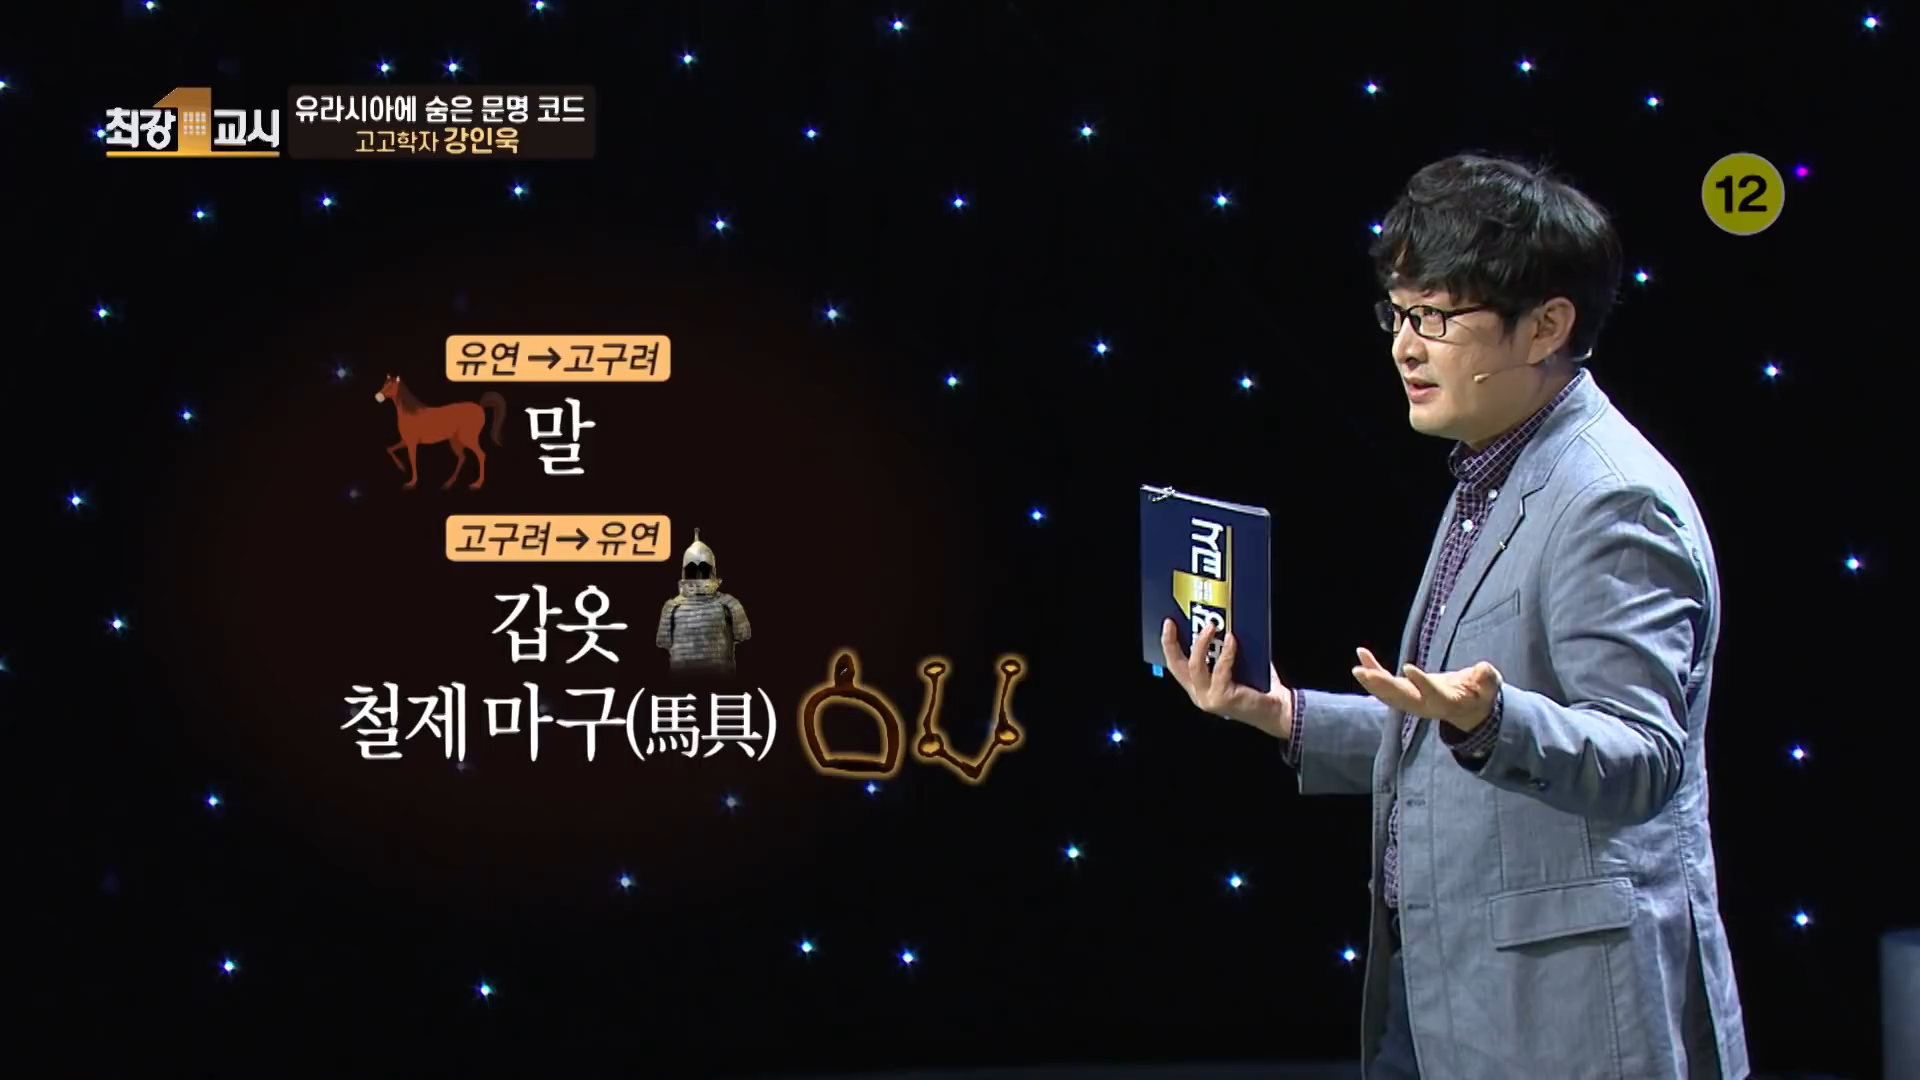 최강1교시
유라시아에 숨은 문명 코드
고고학자 강인욱
12
유연→고구려
말
고구려→유연
갑옷
철제 마구(馬具)